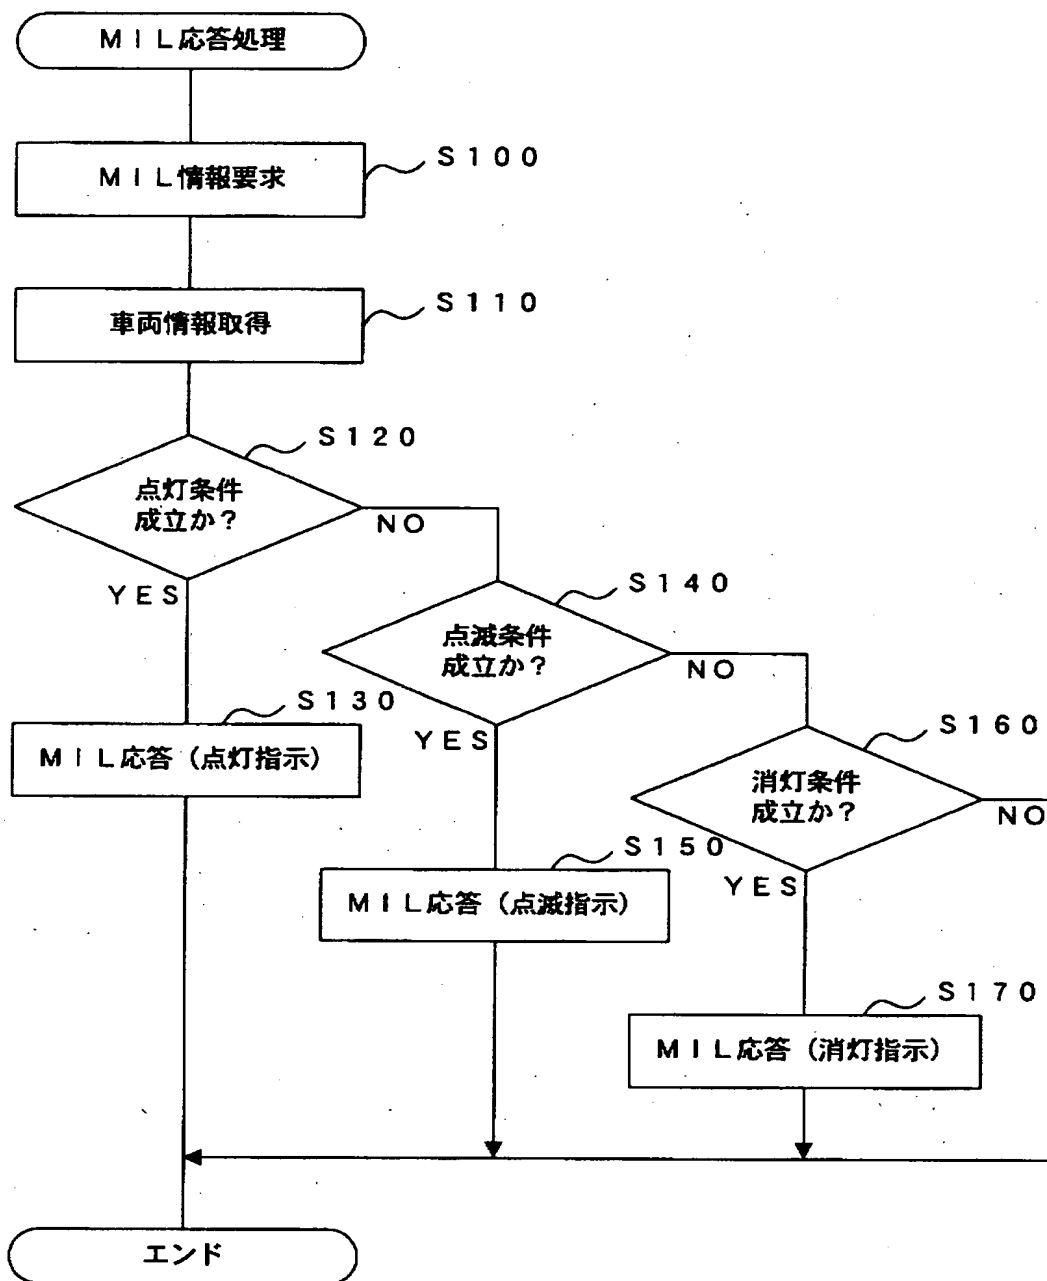 ＭＩＬ応答処理
ＭＩＬ情報要求
Ｓ１００
車両情報取得
Ｓ１１０
Ｓ１２０
点灯条件
成立か？
ＮＯ
ＹＥＳ
Ｓ１４０
点滅条件
成立か？
ＮＯ
ＹＥＳ
Ｓ１３０
ＭＩＬ応答（点灯指示）
Ｓ１６０
消灯条件
成立か？
ＮＯ
ＹＥＳ
Ｓ１５０
ＭＩＬ応答（点滅指示）
Ｓ１７０
ＭＩＬ応答（消灯指示）
エンド